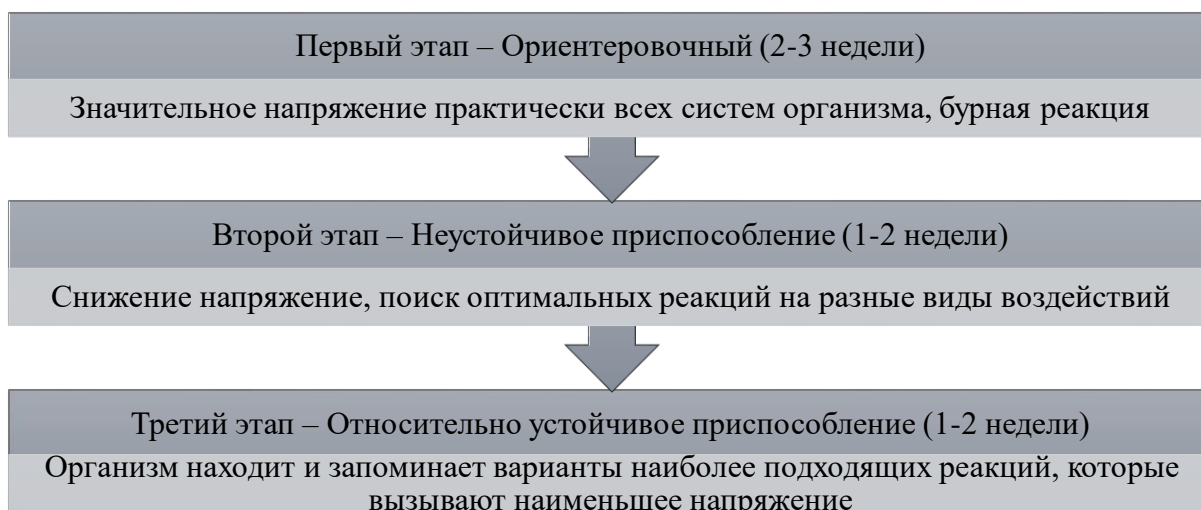 Первый этап – Ориентеровочный (2-3 недели)
Значительное напряжение практически всех систем организма, бурная реакция
Второй этап – Неустойчивое приспособление (1-2 недели)
Снижение напряжение, поиск оптимальных реакций на разные виды воздействий
Третий этап – Относительно устойчивое приспособление (1-2 недели)
Организм находит и запоминает варианты наиболее подходящих реакций, которые
вызывают наименьшее напряжение